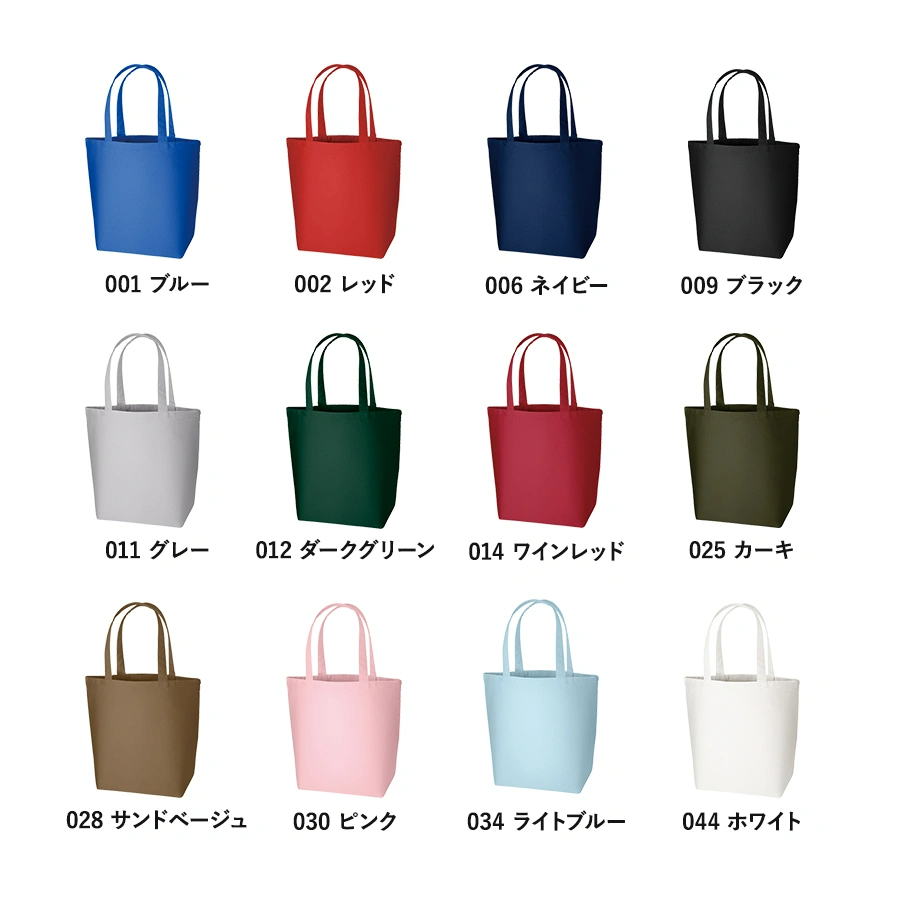 001 ブルー
002 レッド
006 ネイビー
009 ブラック
011 グレー
012 ダークグリーン
014 ワインレッド
025 カーキ
028 サンドベージュ
030 ピンク
034 ライトブルー
044 ホワイト